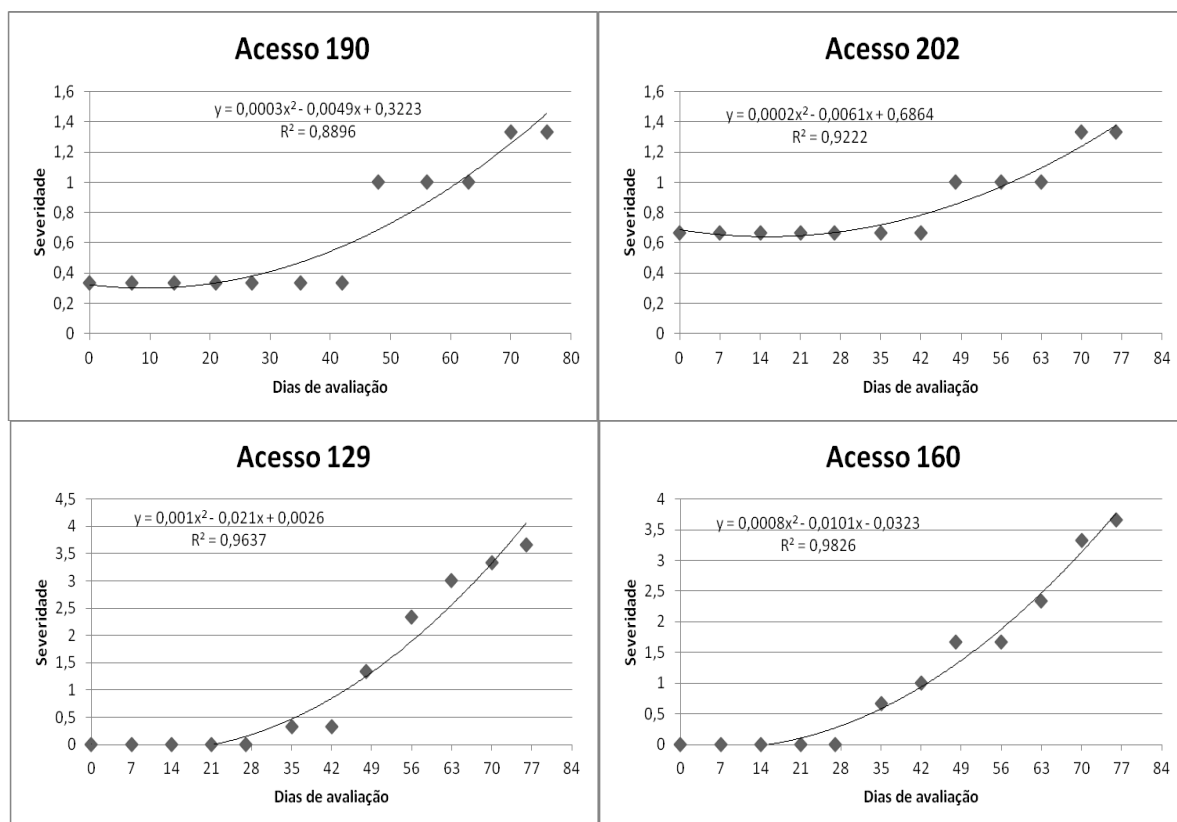 Acesso 190
y = 0,0003x² - 0,0049x + 0,3223
R² = 0,8896
Severidade
1,6
1,4
1,2
1
0,8
0,6
0,4
0,2
0
0 10 20 30 40 50 60 70 80
Dias de avaliação
Acesso 202
y = 0,0002x² - 0,0061x + 0,6864
R² = 0,9222
Severidade
1,6
1,4
1,2
1
0,8
0,6
0,4
0,2
0
0 7 14 21 28 35 42 49 56 63 70 77 84
Dias de avaliação
Acesso 129
y = 0,001x² - 0,021x + 0,0026
R² = 0,9637
Severidade
4,5
4
3,5
3
2,5
2
1,5
1
0,5
0
0 7 14 21 28 35 42 49 56 63 70 77 84
Dias de avaliação
Acesso 160
y = 0,0008x² - 0,0101x - 0,0323
R² = 0,9826
Severidade
4
3,5
3
2,5
2
1,5
1
0,5
0
0 7 14 21 28 35 42 49 56 63 70 77 84
Dias de avaliação